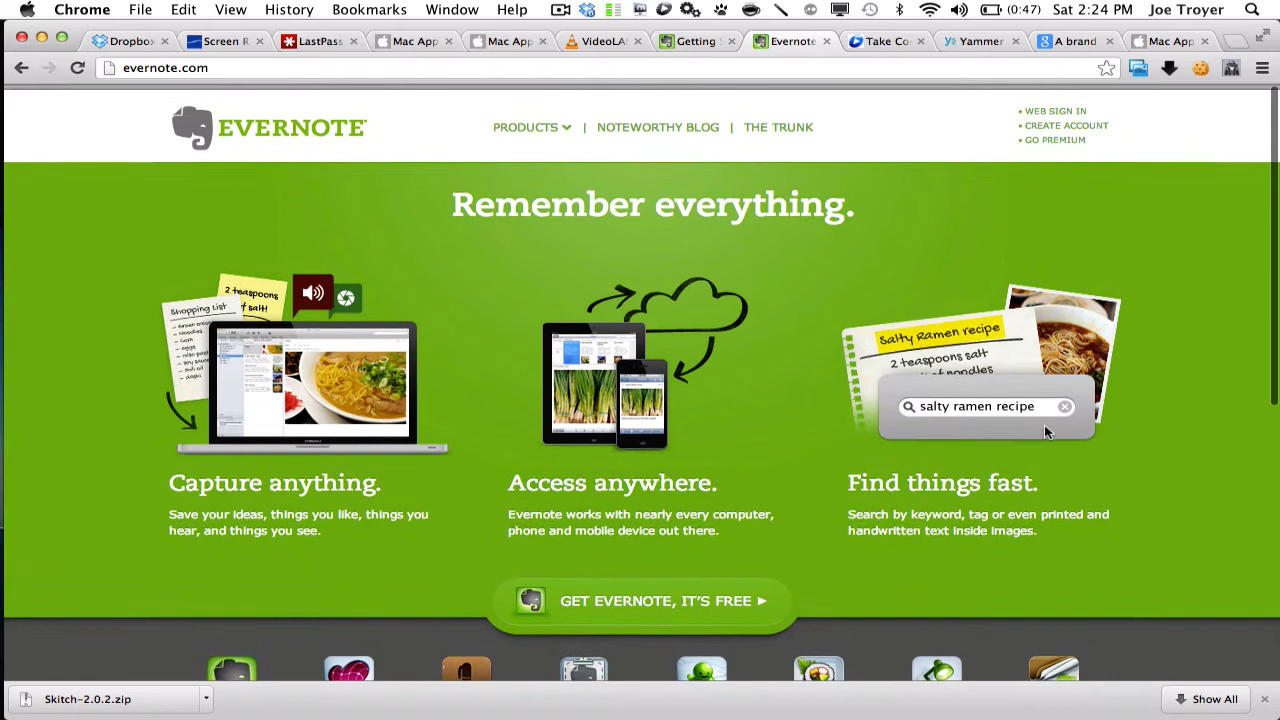 Chrome File Edit View History Bookmarks Window Help (0:47) Sat 2:24 PM Joe Troyer
Dropbox Screen R LastPass Mac App Mac App VideoLA Getting Evernote Take Co Yammer A brand Mac App
evernote.com
EVERNOTE
PRODUCTS | NOTEWORTHY BLOG | THE TRUNK
• WEB SIGN IN
• CREATE ACCOUNT
• GO PREMIUM
Remember everything.
2 teaspoons
of salt!
Shopping List
Salty Ramen recipe
2 teaspoons salt
of noodles
salty ramen recipe
Capture anything.
Save your ideas, things you like, things you
hear, and things you see.
Access anywhere.
Evernote works with nearly every computer,
phone and mobile device out there.
Find things fast.
Search by keyword, tag or even printed and
handwritten text inside images.
GET EVERNOTE, IT'S FREE
Skitch-2.0.2.zip
Show All